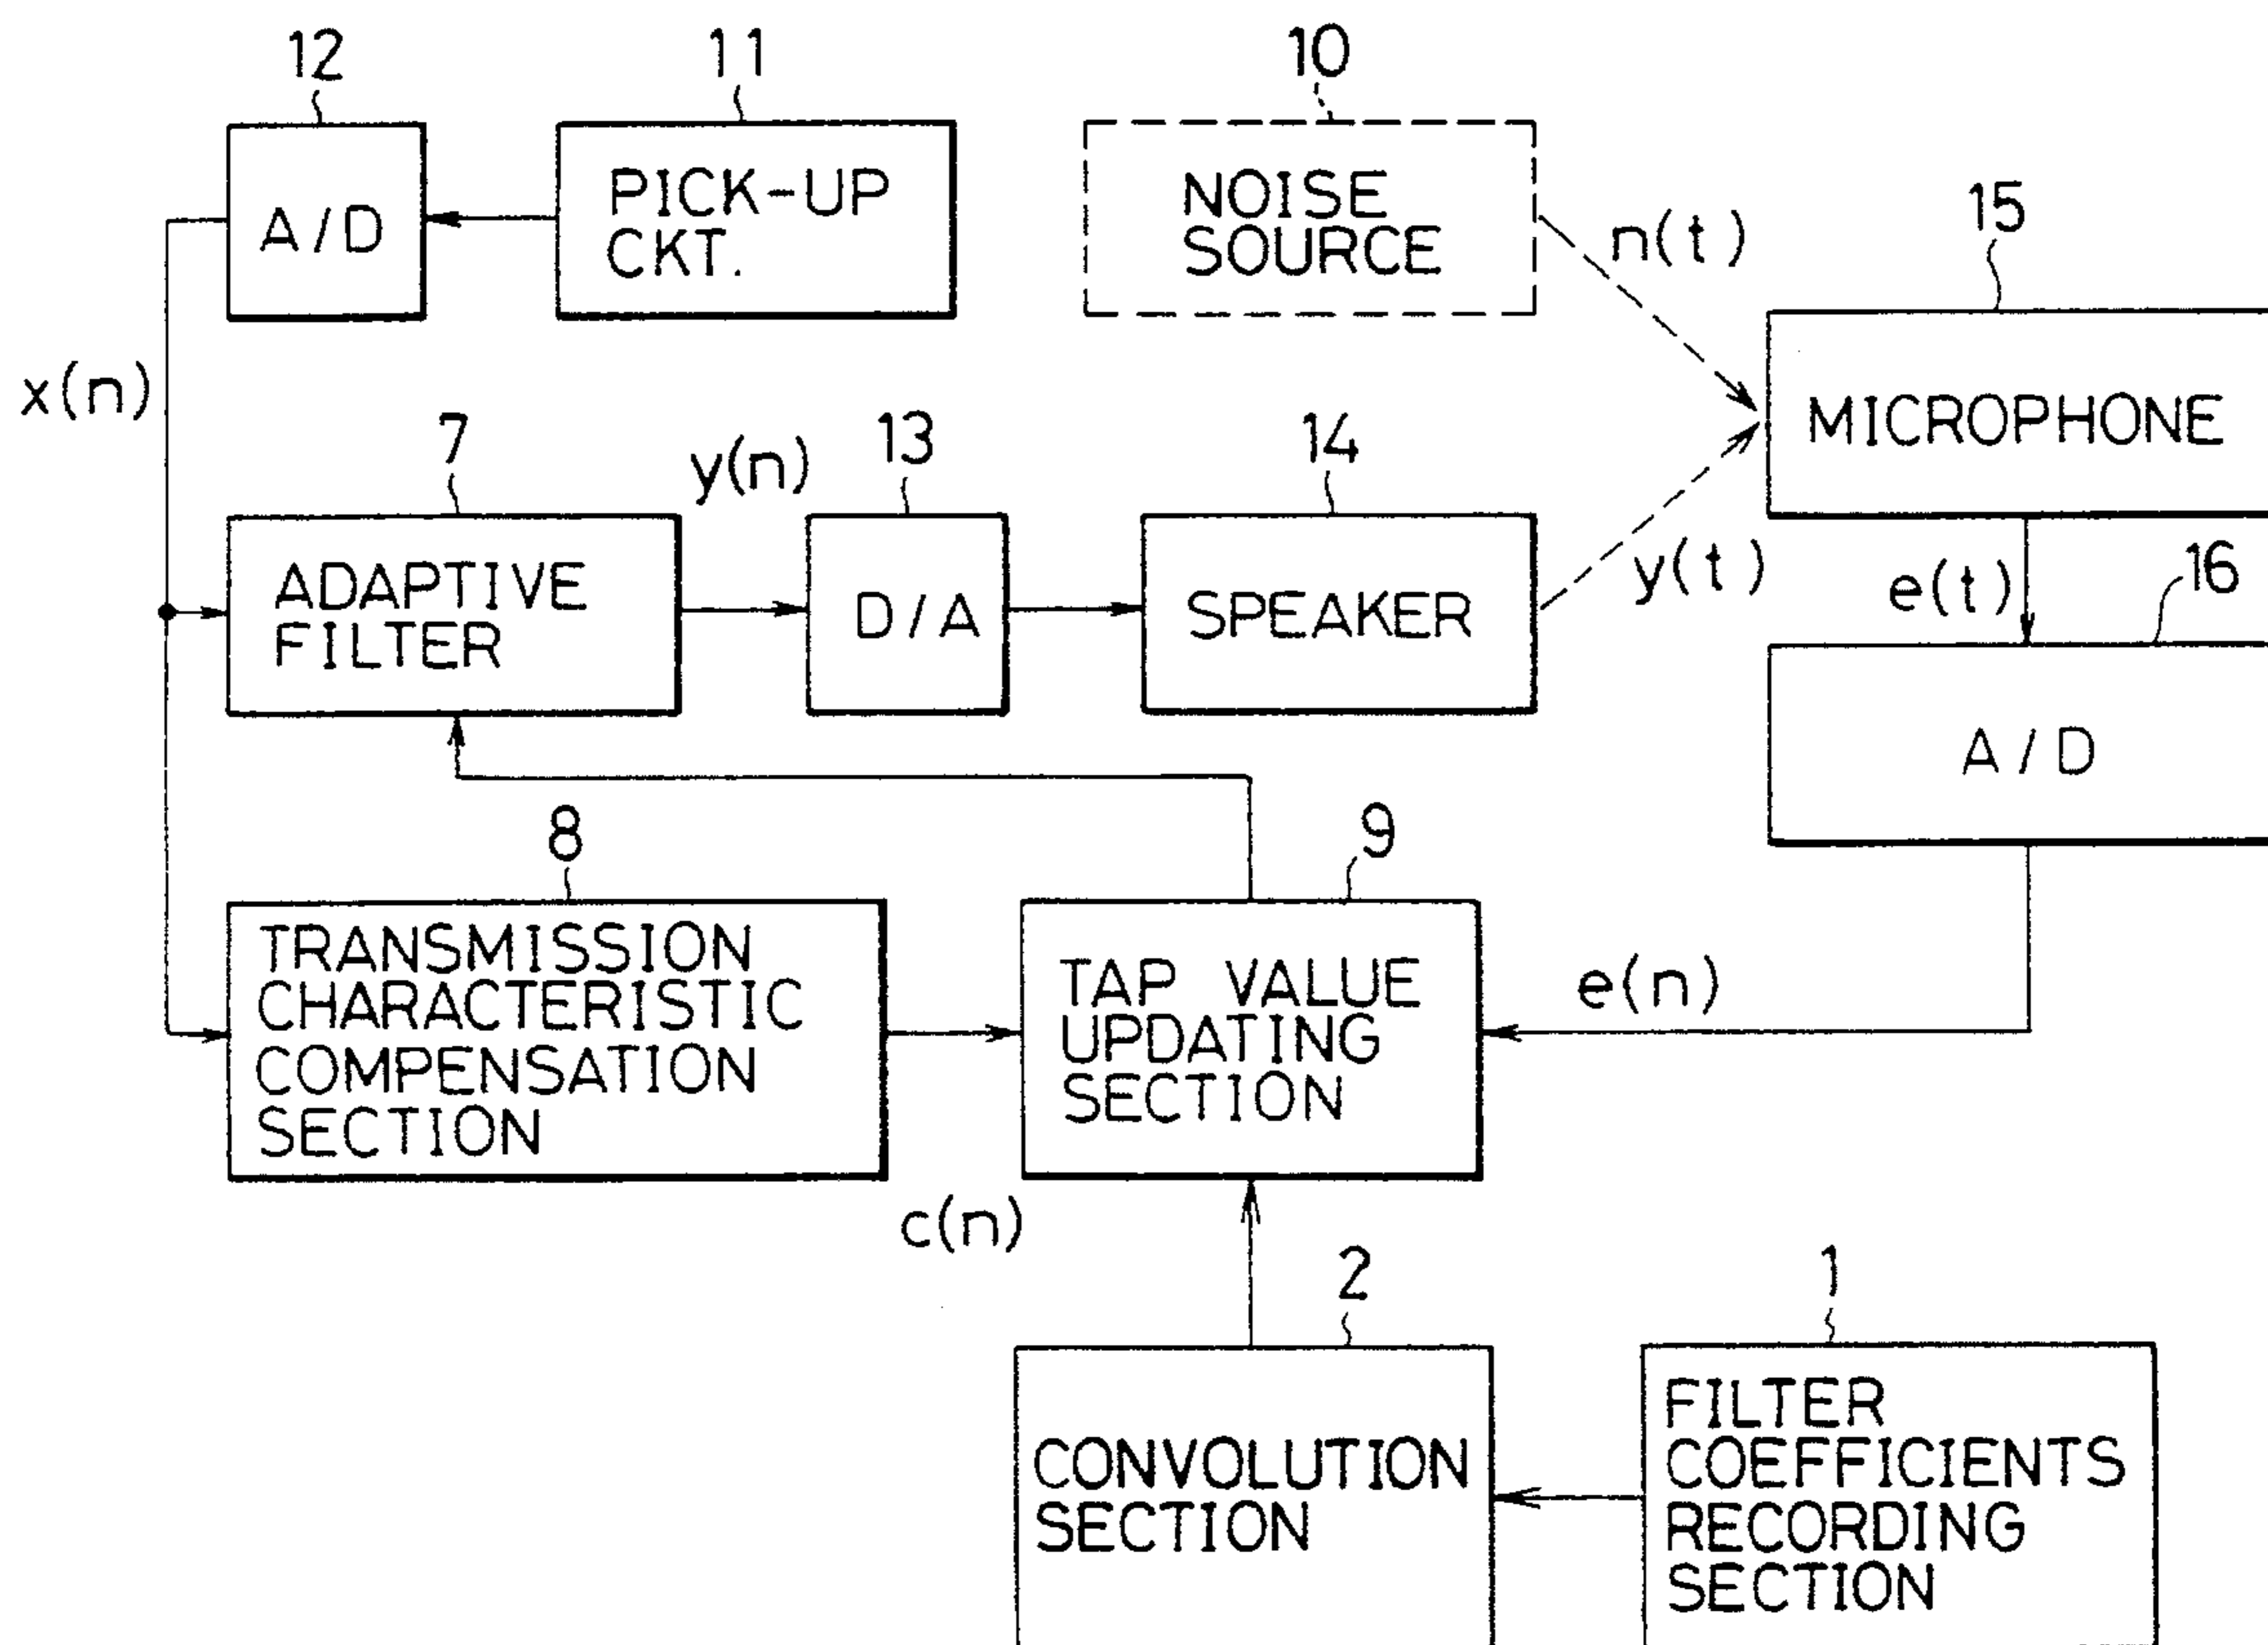 12
11
10
A/D
PICK-UP
CKT.
NOISE
SOURCE
n(t)
15
x(n)
MICROPHONE
7
y(n)
13
14
ADAPTIVE
FILTER
D/A
SPEAKER
y(t)
e(t)
16
A/D
8
9
TRANSMISSION
CHARACTERISTIC
COMPENSATION
SECTION
TAP VALUE
UPDATING
SECTION
e(n)
c(n)
2
1
CONVOLUTION
SECTION
FILTER
COEFFICIENTS
RECORDING
SECTION